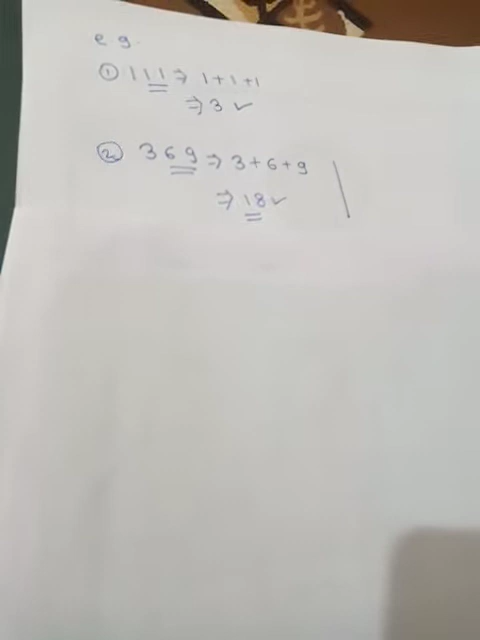 e g.
① 111 ⇒ 1+1+1
⇒ 3 ✓
② 369 ⇒ 3+6+9
⇒ 18 ✓